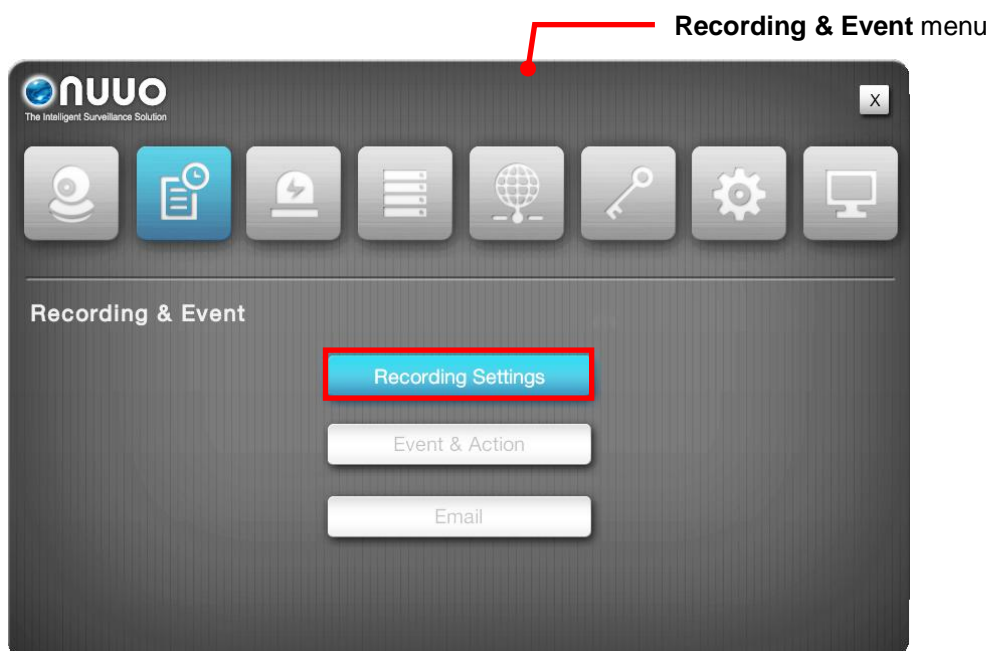 Recording & Event menu
nuuo
The Intelligent Surveillance Solution
X
Recording & Event
Recording Settings
Event & Action
Email